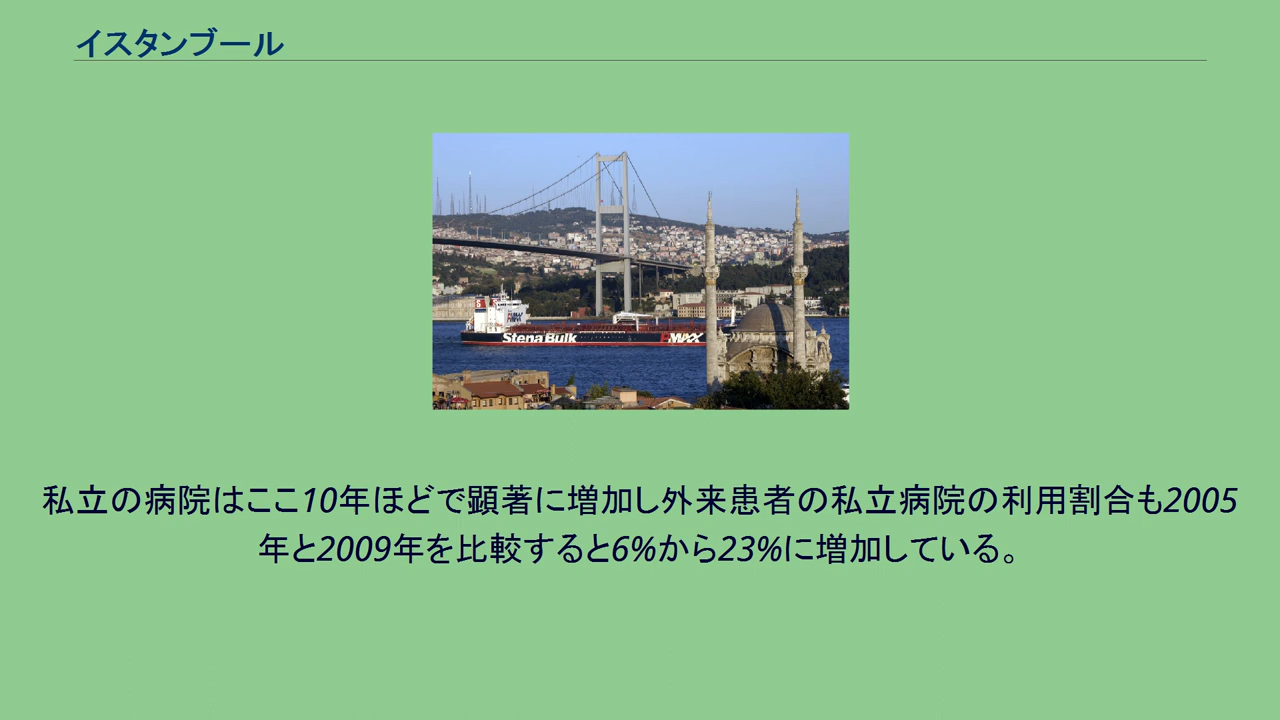 イスタンブール
Stena Bulk
MAXX
私立の病院はここ10年ほどで顕著に増加し外来患者の私立病院の利用割合も2005
年と2009年を比較すると6%から23%に増加している。